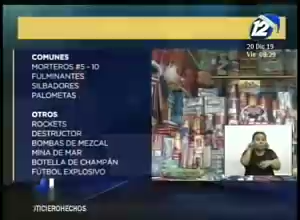 12
20 Dic 19
Vie 08:29
COMUNES
MORTEROS #5 - 10
FULMINANTES
SILBADORES
PALOMETAS
OTROS
ROCKETS
DESTRUCTOR
BOMBAS DE MEZCAL
MINA DE MAR
BOTELLA DE CHAMPÁN
FÚTBOL EXPLOSIVO
OTICIEROHECHOS